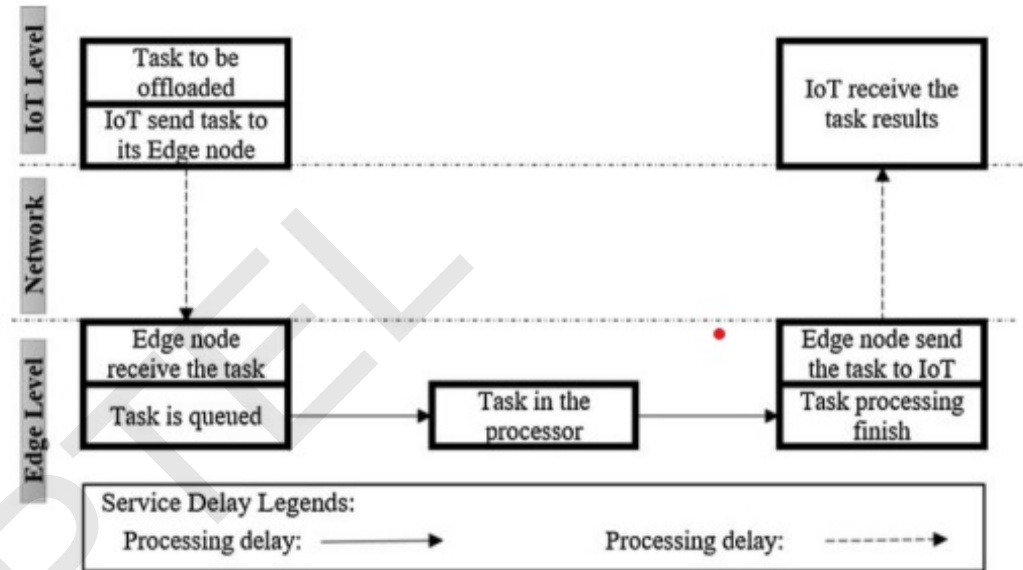 IoT Level
Task to be
offloaded
IoT send task to
its Edge node
IoT receive the
task results
Network
Edge Level
Edge node
receive the task
Task is queued
Task in the
processor
Edge node send
the task to IoT
Task processing
finish
Service Delay Legends:
Processing delay:
Processing delay:
PTEL